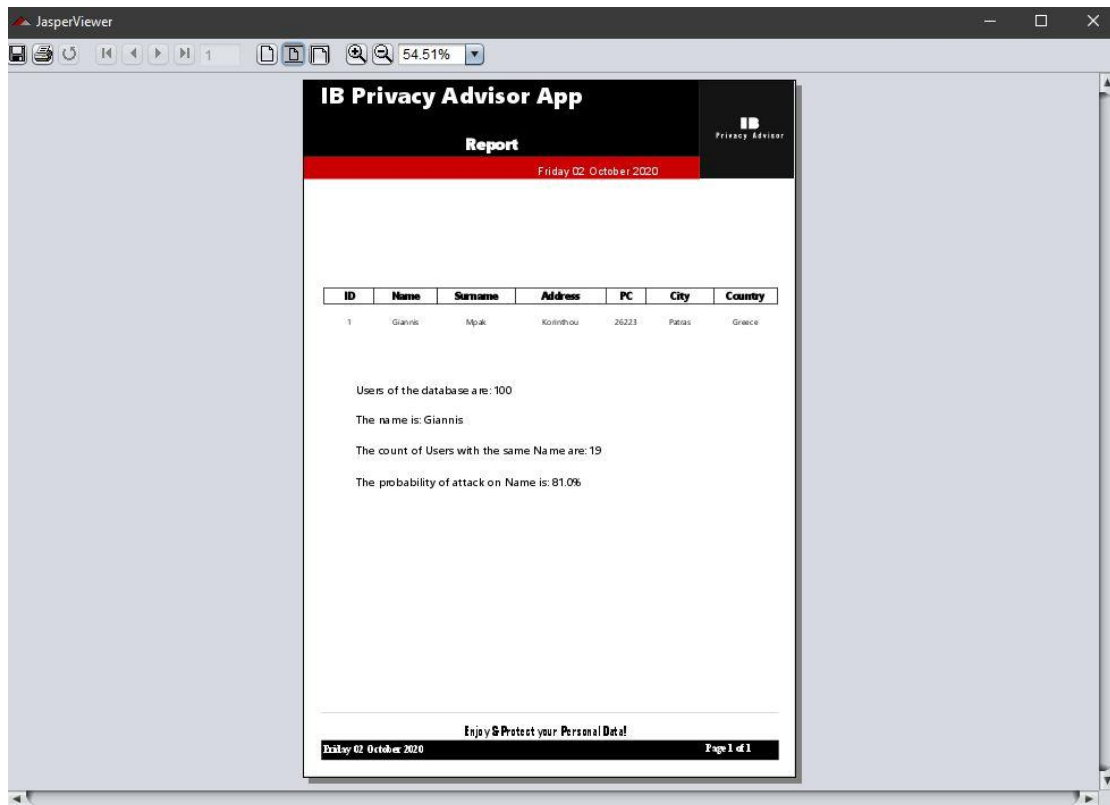 JasperViewer
1
54.51%
IB Privacy Advisor App
IB
Privacy Advisor
Report
Friday 02 October 2020
ID Name Surname Address PC City Country
1 Giannis Mpak Korinthou 26223 Patras Greece
Users of the database are: 100
The name is: Giannis
The count of Users with the same Name are: 19
The probability of attack on Name is: 81.0%
Enjoy & Protect your Personal Data!
Friday 02 October 2020 Page 1 of 1